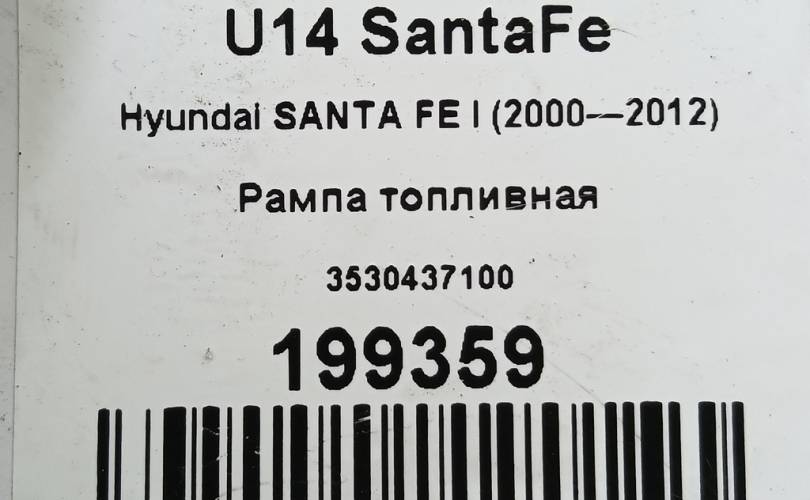 U14 SantaFe
Hyundai SANTA FE I (2000—2012)
Рампа топливная
3530437100
199359